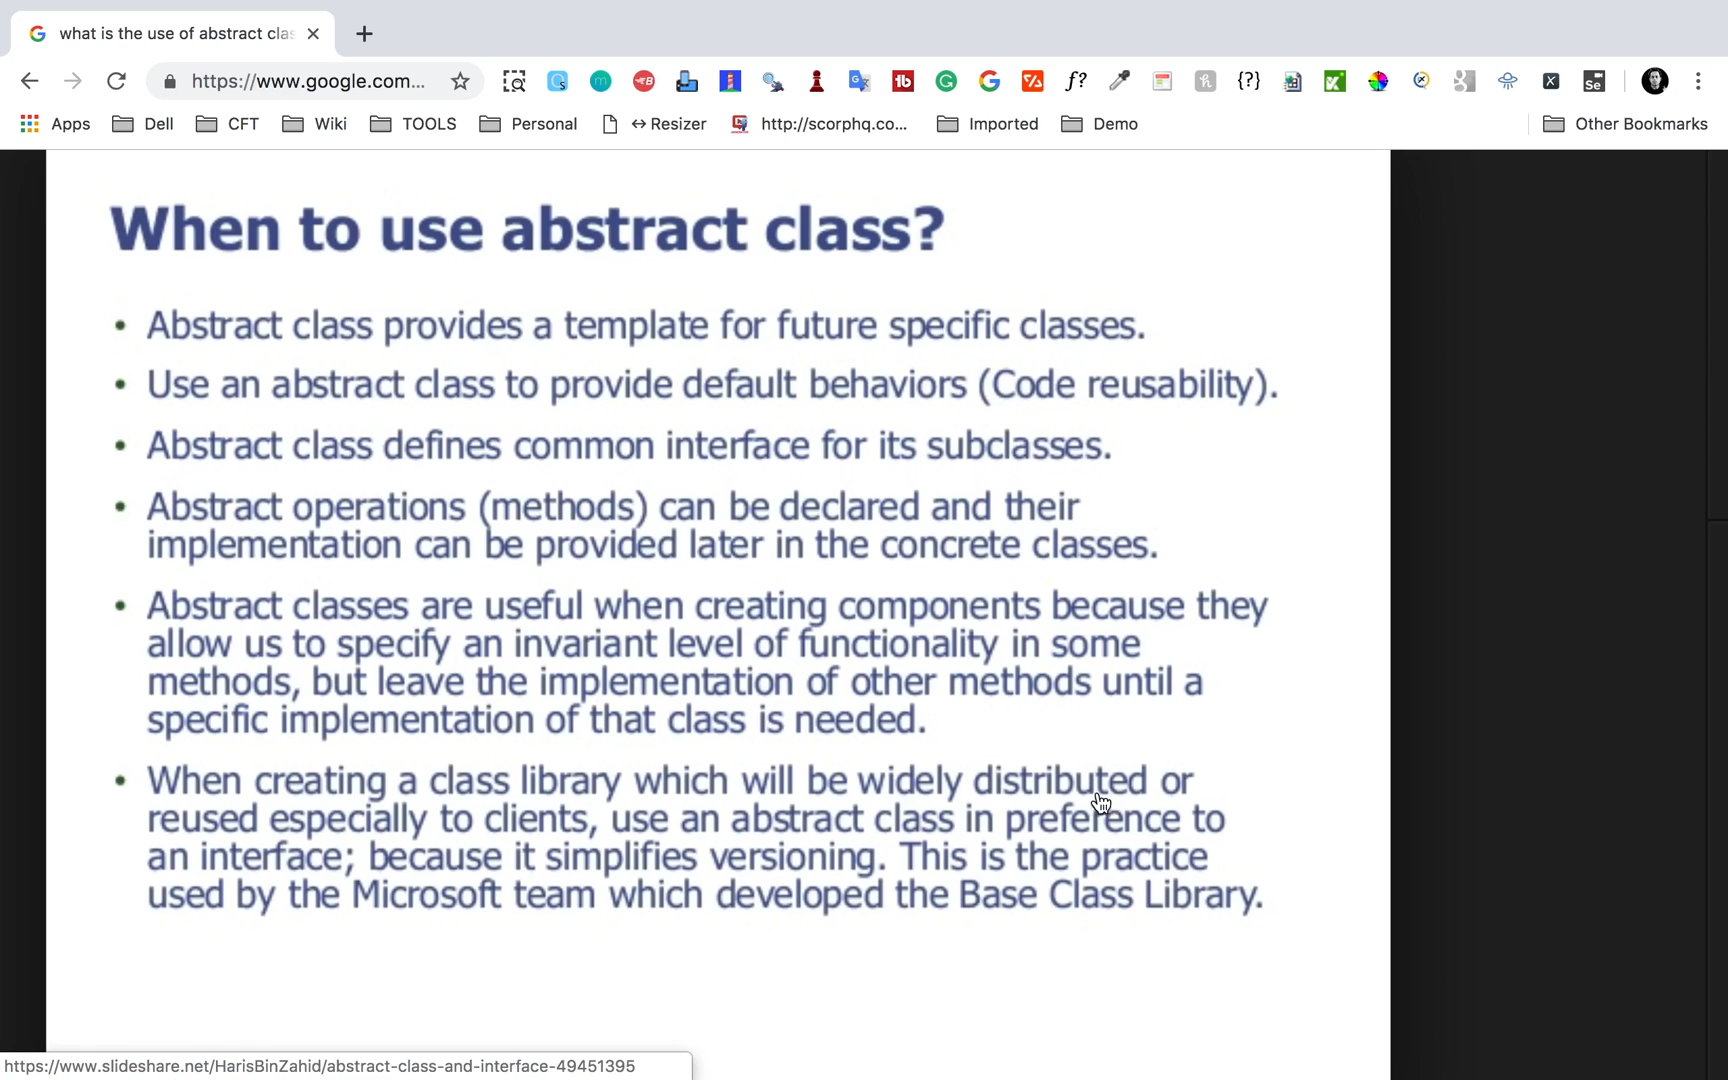 what is the use of abstract clas
https://www.google.com...
Apps
Dell
CFT
Wiki
TOOLS
Personal
↔ Resizer
http://scorphq.co...
Imported
Demo
Other Bookmarks
When to use abstract class?
• Abstract class provides a template for future specific classes.
• Use an abstract class to provide default behaviors (Code reusability).
• Abstract class defines common interface for its subclasses.
• Abstract operations (methods) can be declared and their
implementation can be provided later in the concrete classes.
• Abstract classes are useful when creating components because they
allow us to specify an invariant level of functionality in some
methods, but leave the implementation of other methods until a
specific implementation of that class is needed.
• When creating a class library which will be widely distributed or
reused especially to clients, use an abstract class in preference to
an interface; because it simplifies versioning. This is the practice
used by the Microsoft team which developed the Base Class Library.
https://www.slideshare.net/HarisBinZahid/abstract-class-and-interface-49451395